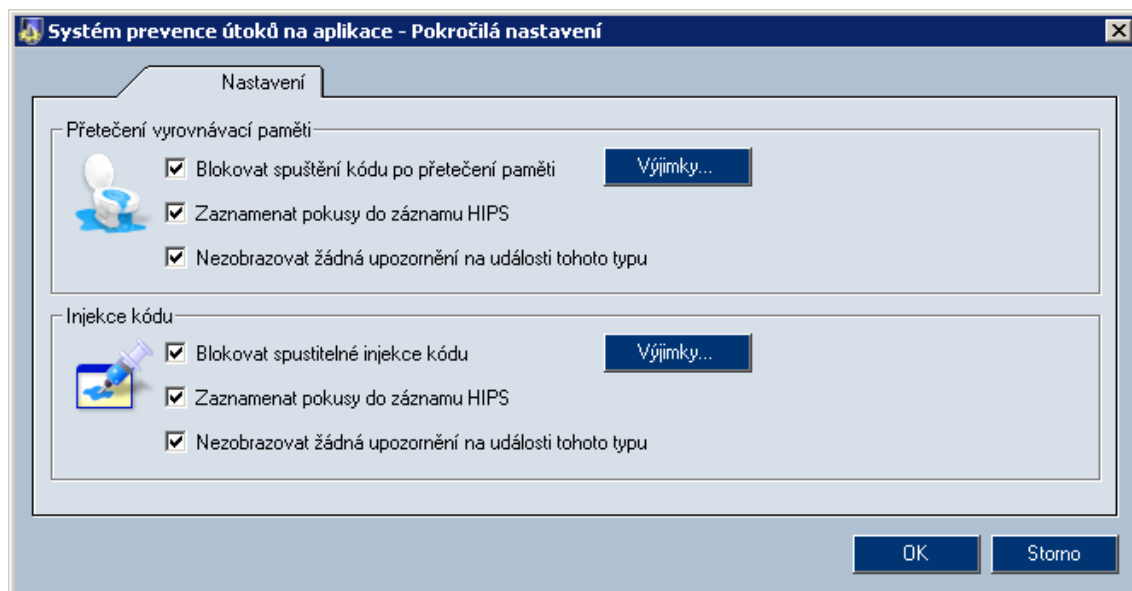 Systém prevence útoků na aplikace - Pokročilá nastavení
Nastavení
Přetečení vyrovnávací paměti
Blokovat spuštění kódu po přetečení paměti
Výjimky...
Zaznamenat pokusy do záznamu HIPS
Nezobrazovat žádná upozornění na události tohoto typu
Injekce kódu
Blokovat spustitelné injekce kódu
Výjimky...
Zaznamenat pokusy do záznamu HIPS
Nezobrazovat žádná upozornění na události tohoto typu
OK
Storno